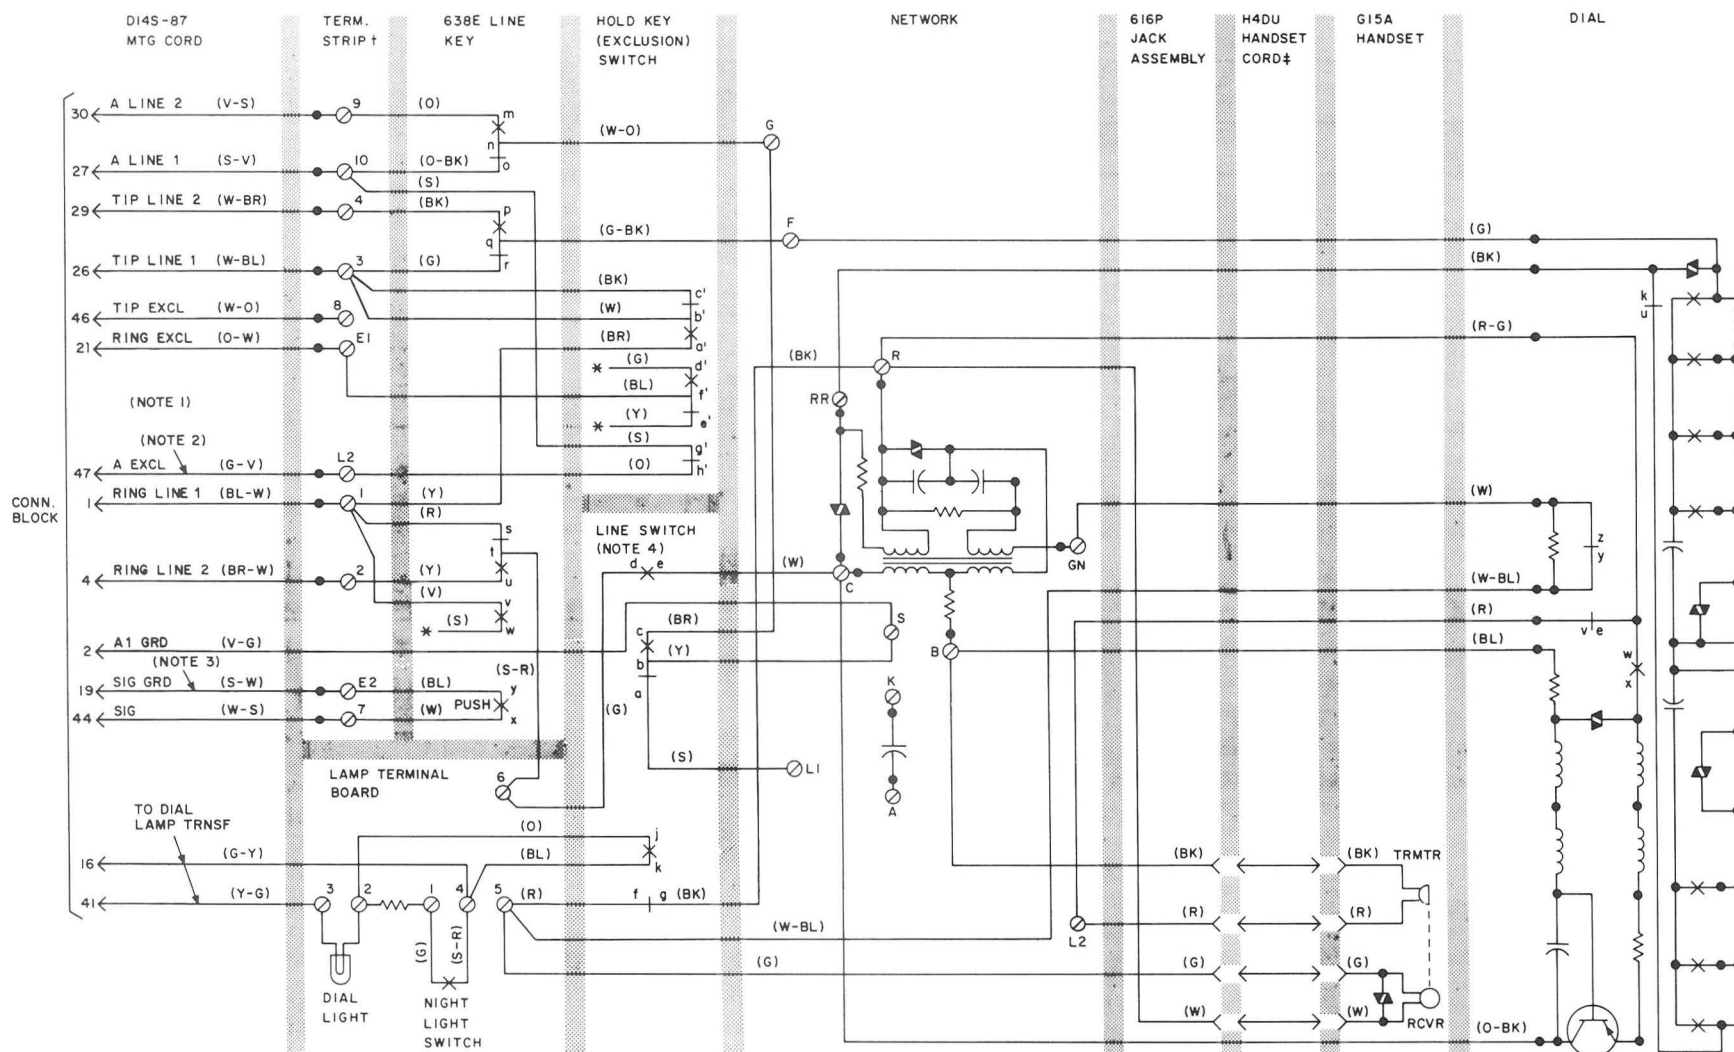 D14S-87
MTG CORD
TERM.
STRIP †
638E LINE
KEY
HOLD KEY
(EXCLUSION)
SWITCH
NETWORK
616P
JACK
ASSEMBLY
H4DU
HANDSET
CORD‡
G15A
HANDSET
DIAL
CONN.
BLOCK
30 A LINE 2 (V-S) 9 (O) m
n (W-O) G
27 A LINE 1 (S-V) 10 (O-BK) o
(S)
29 TIP LINE 2 (W-BR) 4 (BK) p
q (G-BK) F (G)
26 TIP LINE 1 (W-BL) 3 (G) r
(BK)
(BK) c'
46 TIP EXCL (W-O) 8 (W) b'
k
u
21 RING EXCL (O-W) E1 (BR) a'
(R-G)
(G) d'
(BK) R
* (BL) f'
RR
(NOTE 1)
* (Y) e'
(NOTE 2)
(S) g'
47 A EXCL (G-V) L2 (O) h'
1 RING LINE 1 (BL-W) 1 (Y)
(W)
(R) s
LINE SWITCH
(NOTE 4)
t
z
y
GN
4 RING LINE 2 (BR-W) 2 (Y) u
d e (W) C
(W-BL)
(V) v
(R)
v e
* (S) w
c (BR) S
2 A1 GRD (V-G)
b (Y)
B (BL)
w
x
(NOTE 3)
(S-R)
a
19 SIG GRD (S-W) E2 (BL) y
K
PUSH
44 SIG (W-S) 7 (W) x
(G)
LAMP TERMINAL
BOARD
6
(S) L1
A
TO DIAL
LAMP TRNSF
(O) j
16 (G-Y) (BL) k
(BK) (BK) TRMTR
41 (Y-G) 3 2 1 4 5 (R) f g (BK)
(W-BL)
L2 (R) (R)
(G) (S-R)
(G) (G) (G)
DIAL
LIGHT
NIGHT
LIGHT
SWITCH
(W) (W) RCVR
(O-BK)